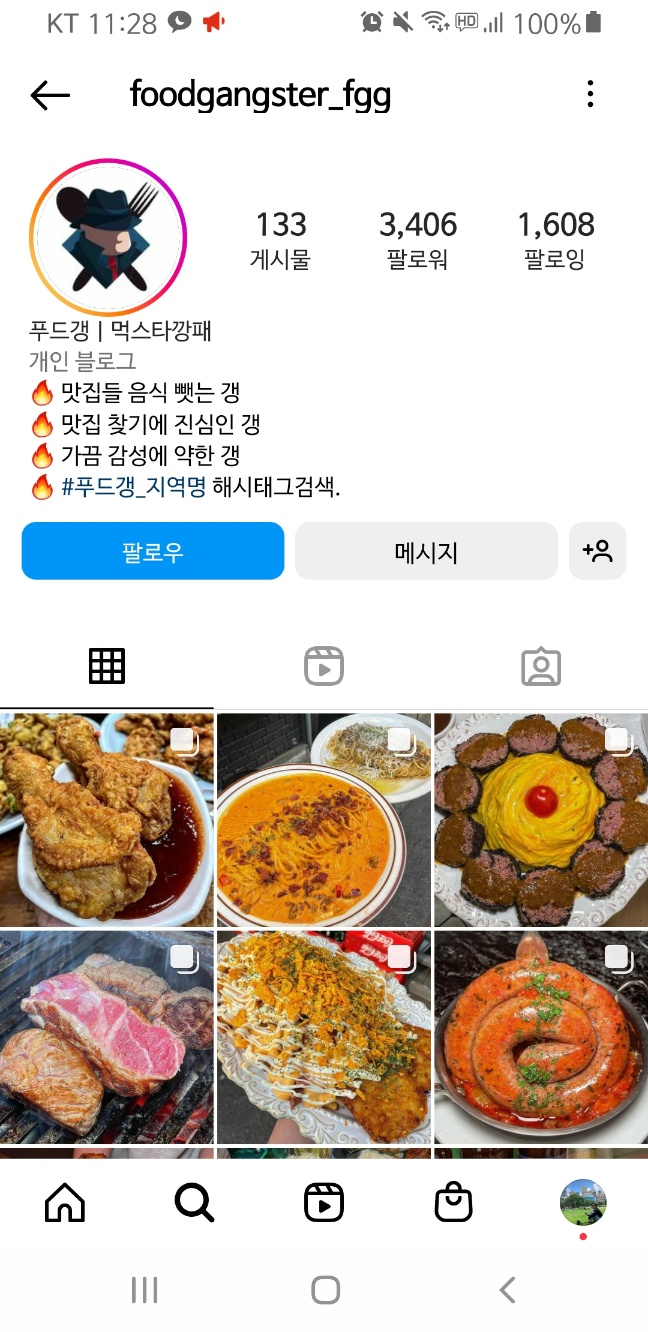 KT 11:28 HD 100%
foodgangster_fgg
133 3,406 1,608
게시물 팔로워 팔로잉
푸드갱 | 먹스타깡패
개인 블로그
🔥 맛집들 음식 뺏는 갱
🔥 맛집 찾기에 진심인 갱
🔥 가끔 감성에 약한 갱
🔥 #푸드갱_지역명 해시태그검색.
팔로우 메시지